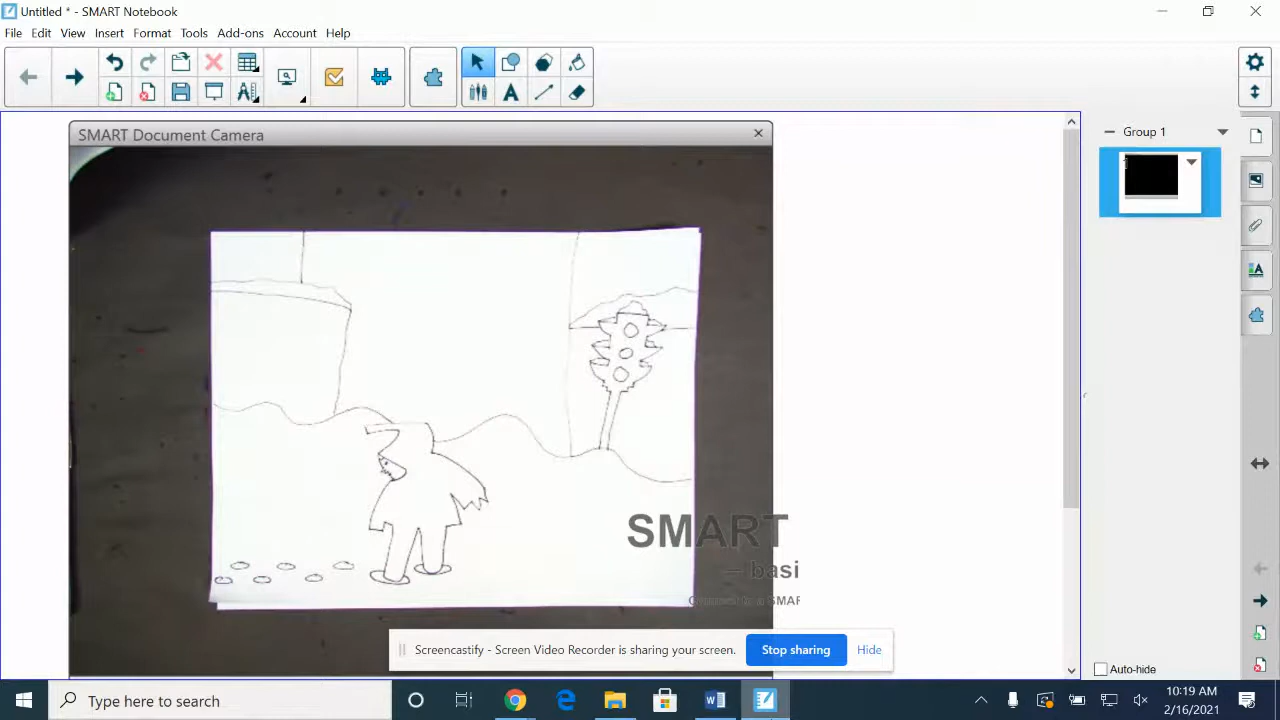 Untitled * - SMART Notebook
File Edit View Insert Format Tools Add-ons Account Help
SMART Document Camera
Group 1
1
SMART
basi
SMAR
Screencastify - Screen Video Recorder is sharing your screen.
Stop sharing
Hide
Auto-hide
Type here to search
10:19 AM
2/16/2021